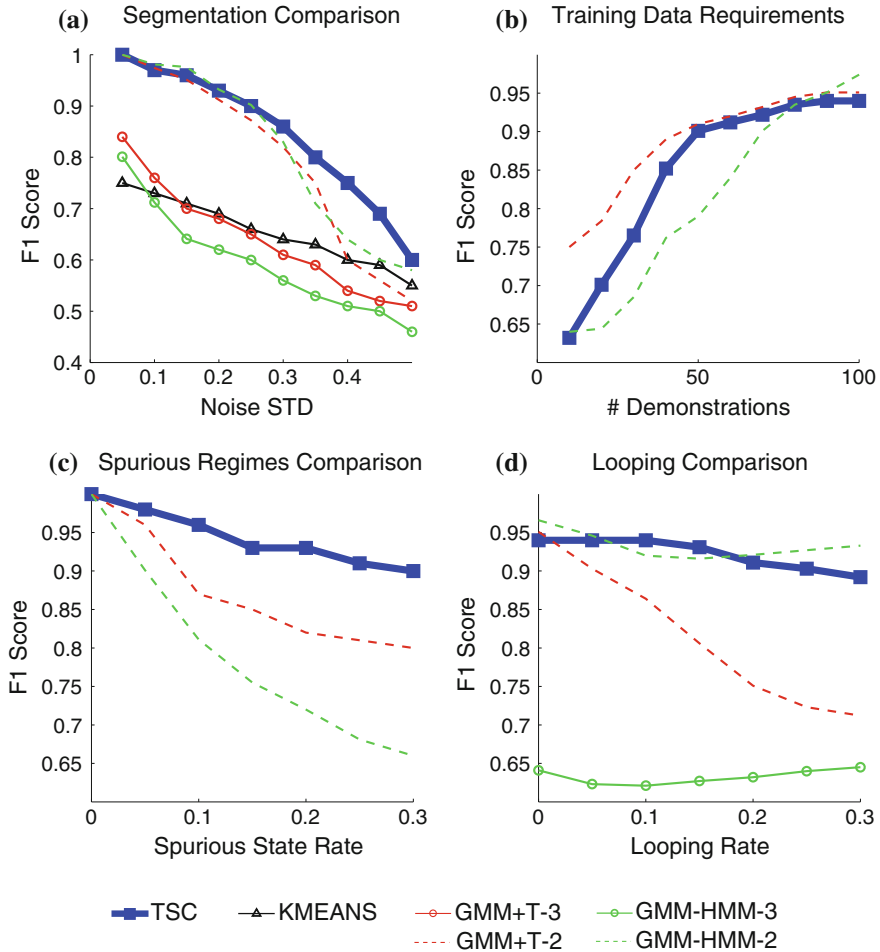 (a) Segmentation Comparison
1
0.9
0.8
0.7
0.6
0.5
0.4
F1 Score
0 0.1 0.2 0.3 0.4
Noise STD
(b) Training Data Requirements
0.95
0.9
0.85
0.8
0.75
0.7
0.65
F1 Score
0 50 100
# Demonstrations
(c) Spurious Regimes Comparison
0.95
0.9
0.85
0.8
0.75
0.7
0.65
F1 Score
0 0.1 0.2 0.3
Spurious State Rate
(d) Looping Comparison
0.95
0.9
0.85
0.8
0.75
0.7
0.65
F1 Score
0 0.1 0.2 0.3
Looping Rate
TSC KMEANS GMM+T-3 GMM-HMM-3
GMM+T-2 GMM-HMM-2